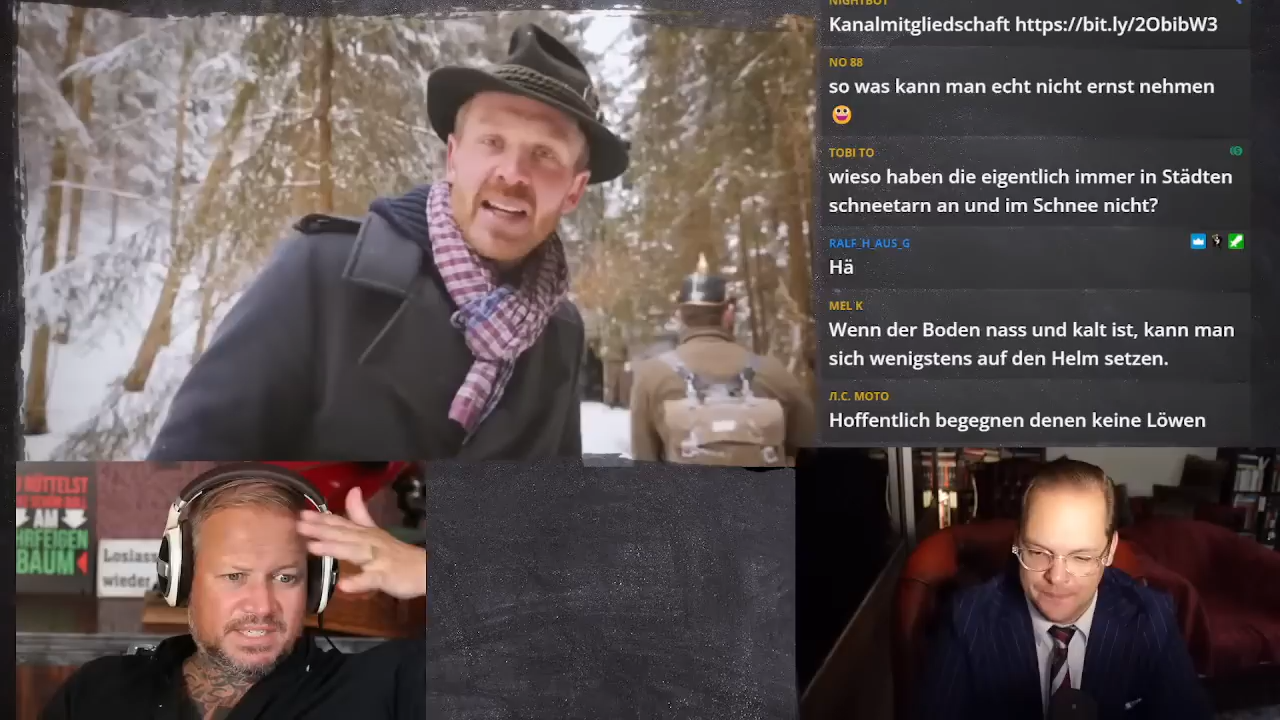 NIGHTBOT
Kanalmitgliedschaft https://bit.ly/2ObibW3
NO 88
so was kann man echt nicht ernst nehmen
TOBI TO
wieso haben die eigentlich immer in Städten
schneetarn an und im Schnee nicht?
RALF_H_AUS_G
Hä
MEL K
Wenn der Boden nass und kalt ist, kann man
sich wenigstens auf den Helm setzen.
Л.С. МОТО
Hoffentlich begegnen denen keine Löwen
AM
BAUM
Loslass
wieder